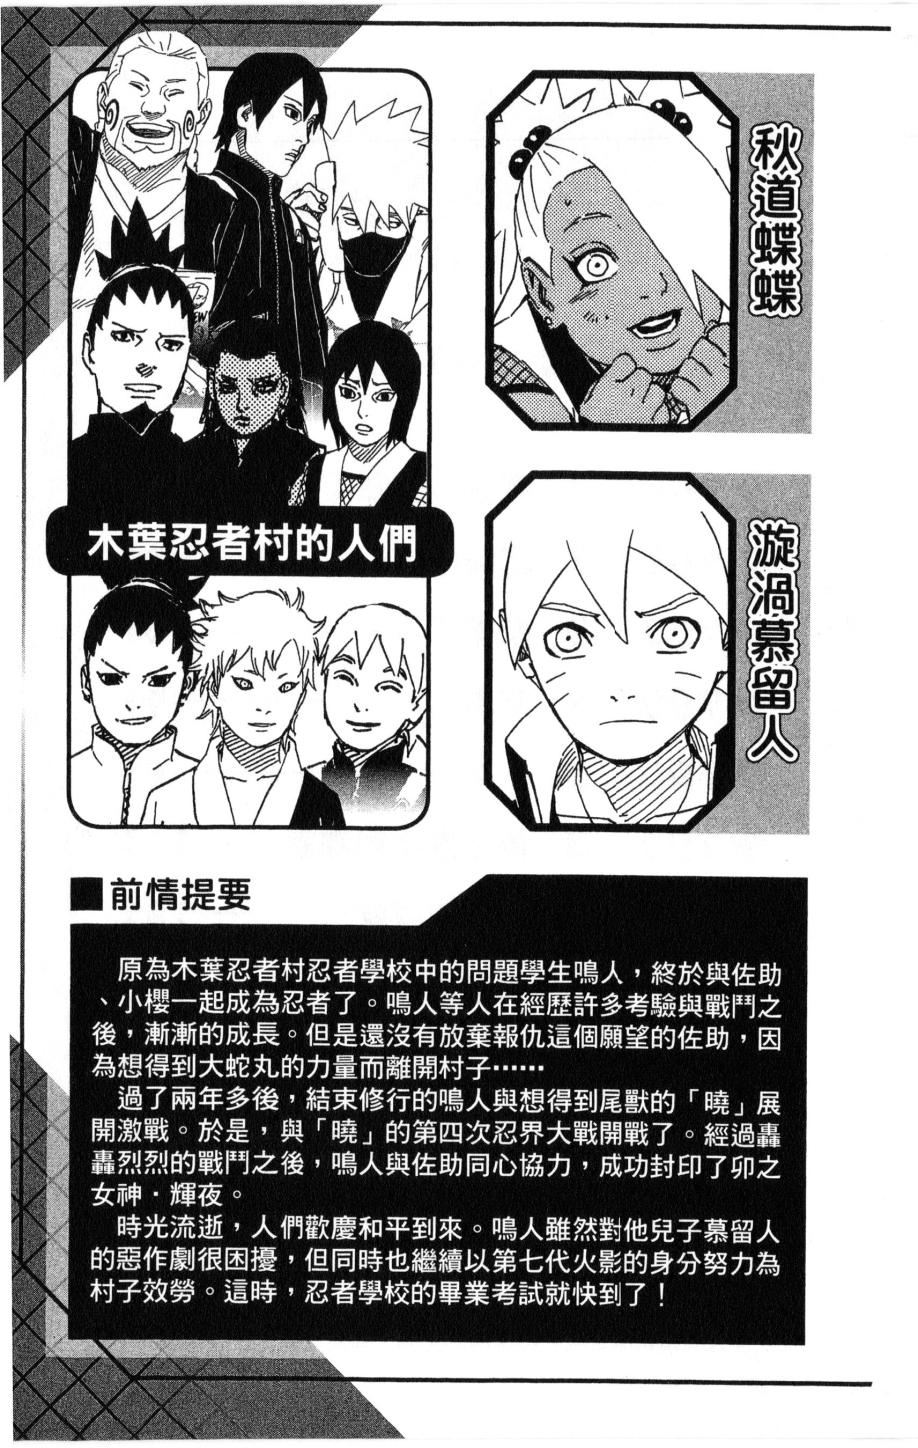 秋道蝶蝶
木葉忍者村的人們
漩渦慕留人
■前情提要
原為木葉忍者村忍者學校中的問題學生鳴人，終於與佐助
、小櫻一起成為忍者了。鳴人等人在經歷許多考驗與戰鬥之
後，漸漸的成長。但是還沒有放棄報仇這個願望的佐助，因
為想得到大蛇丸的力量而離開村子……
過了兩年多後，結束修行的鳴人與想得到尾獸的「曉」展
開激戰。於是，與「曉」的第四次忍界大戰開戰了。經過轟
轟烈烈的戰鬥之後，鳴人與佐助同心協力，成功封印了卯之
女神·輝夜。
時光流逝，人們歡慶和平到來。鳴人雖然對他兒子慕留人
的惡作劇很困擾，但同時也繼續以第七代火影的身分努力為
村子效勞。這時，忍者學校的畢業考試就快到了！